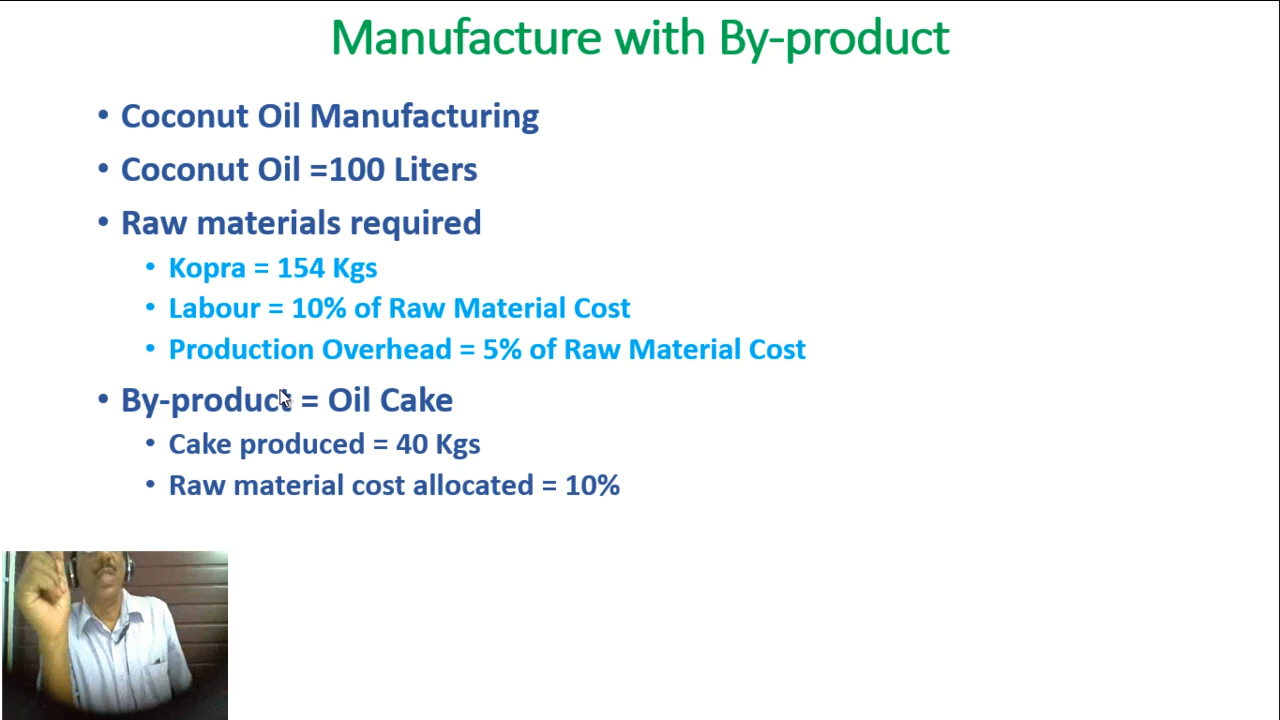 Manufacture with By-product
• Coconut Oil Manufacturing
• Coconut Oil =100 Liters
• Raw materials required
• Kopra = 154 Kgs
• Labour = 10% of Raw Material Cost
• Production Overhead = 5% of Raw Material Cost
• By-product = Oil Cake
• Cake produced = 40 Kgs
• Raw material cost allocated = 10%